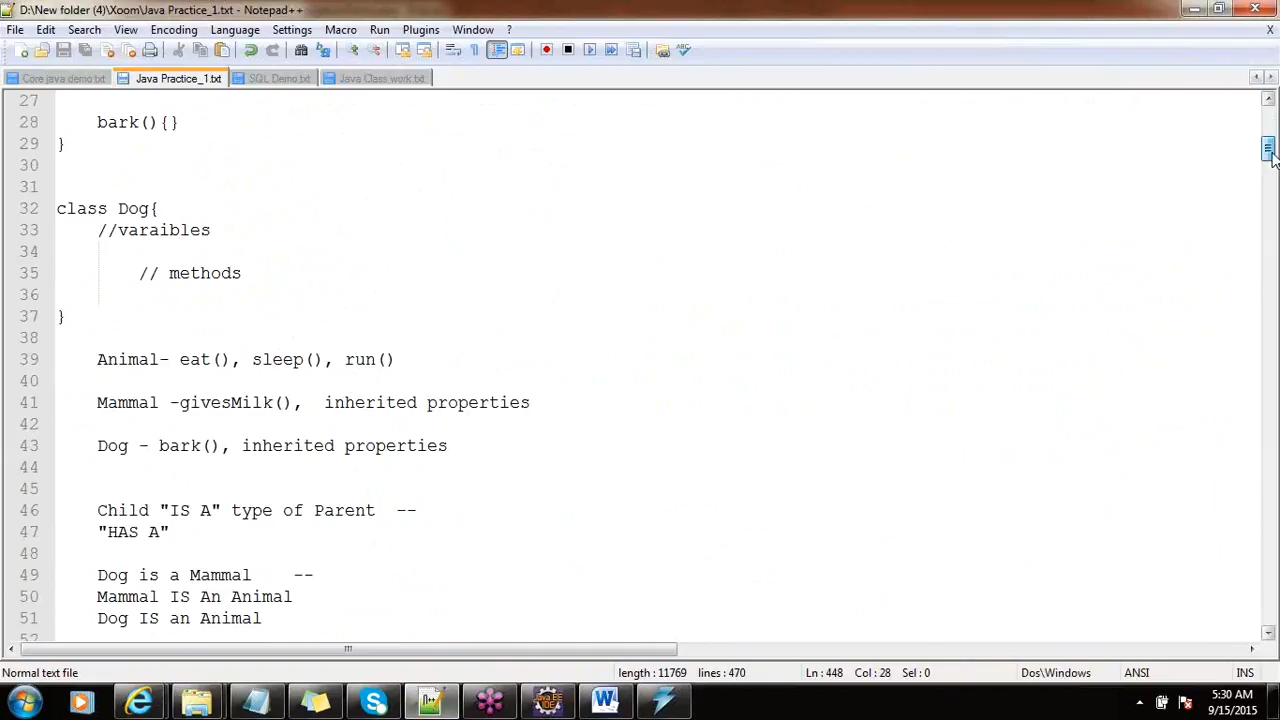 D:\New folder (4)\Xoom\Java Practice_1.txt - Notepad++
File Edit Search View Encoding Language Settings Macro Run Plugins Window ? X
Core java demo.txt Java Practice_1.txt SQL Demo.txt Java Class work.txt
27
28 bark(){}
29 }
30
31
32 class Dog{
33 //varaibles
34
35 // methods
36
37 }
38
39 Animal- eat(), sleep(), run()
40
41 Mammal -givesMilk(), inherited properties
42
43 Dog - bark(), inherited properties
44
45
46 Child "IS A" type of Parent --
47 "HAS A"
48
49 Dog is a Mammal --
50 Mammal IS An Animal
51 Dog IS an Animal
52
Normal text file length : 11769 lines : 470 Ln : 448 Col : 28 Sel : 0 Dos\Windows ANSI INS
5:30 AM
9/15/2015